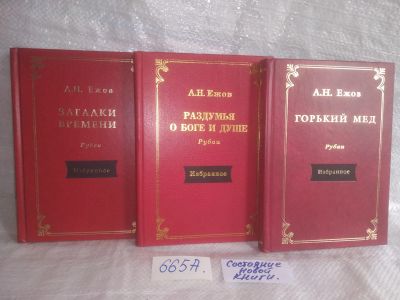 А.Н. Ежов
ЗАГАДКИ
ВРЕМЕНИ
Рубаи
Избранное
А.Н. Ежов
РАЗДУМЬЯ
О БОГЕ И ДУШЕ
Рубаи
Избранное
А.Н. Ежов
ГОРЬКИЙ МЕД
Рубаи
Избранное
665А.
Состояние
новой
книги.